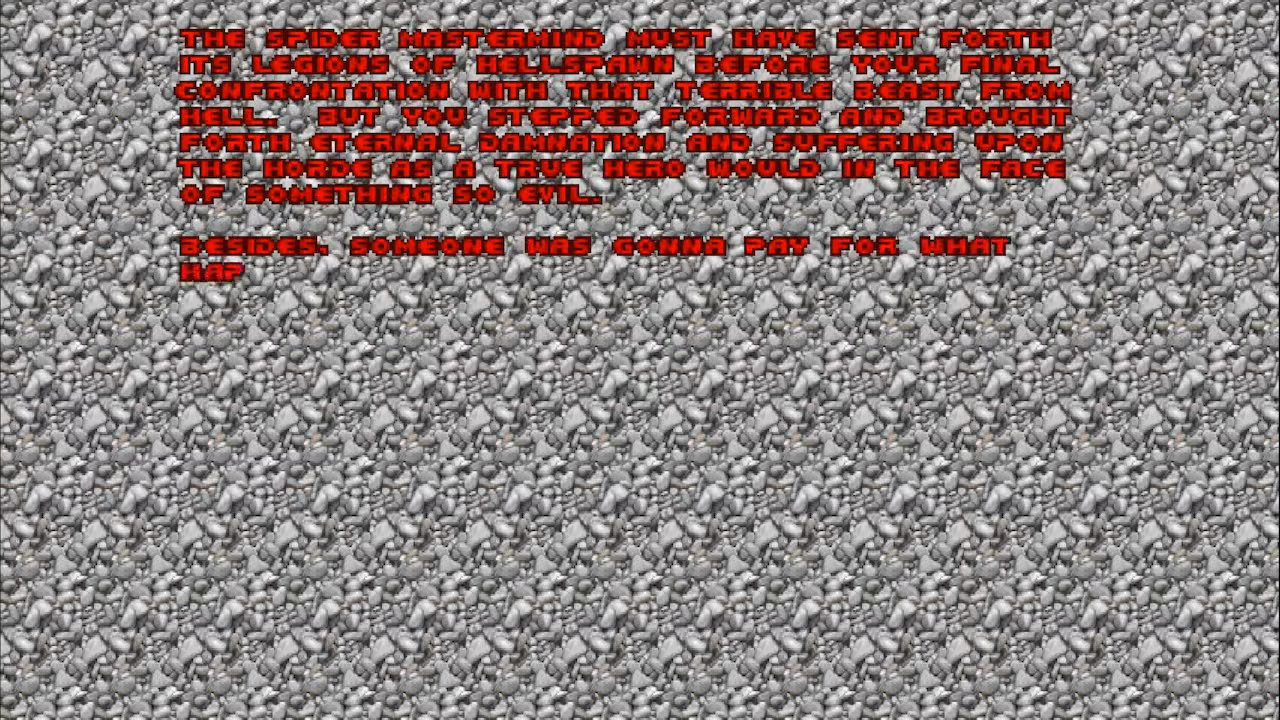 THE SPIDER MASTERMIND MUST HAVE SENT FORTH
ITS LEGIONS OF HELLSPAWN BEFORE YOUR FINAL
CONFRONTATION WITH THAT TERRIBLE BEAST FROM
HELL.  BUT YOU STEPPED FORWARD AND BROUGHT
FORTH ETERNAL DAMNATION AND SUFFERING UPON
THE HORDE AS A TRUE HERO WOULD IN THE FACE
OF SOMETHING SO EVIL.
BESIDES, SOMEONE WAS GONNA PAY FOR WHAT
HAP